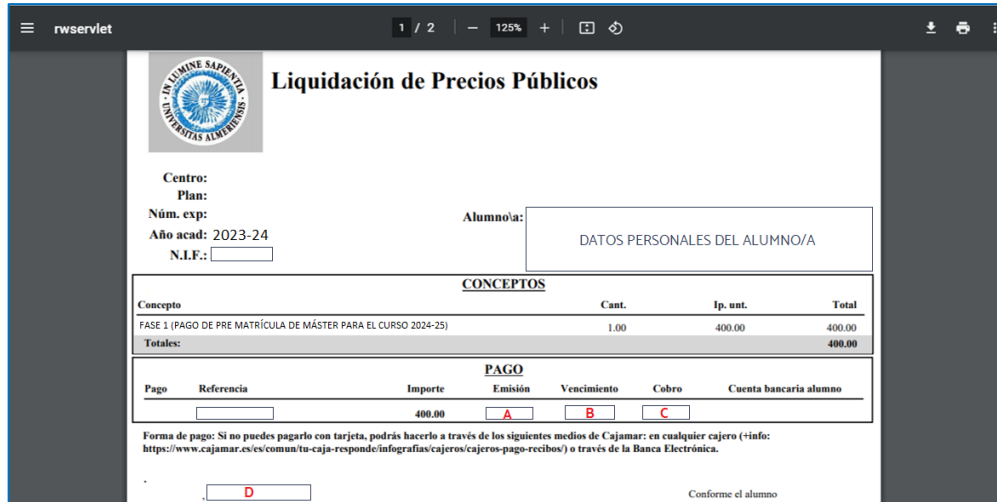 rwservlet 1 / 2 125%
IN LUMINE SAPIENTIA
UNIVERSITAS ALMERIENSIS
Liquidación de Precios Públicos
Centro:
Plan:
Núm. exp:
Alumno\a:
Año acad: 2023-24
DATOS PERSONALES DEL ALUMNO/A
N.I.F.:
CONCEPTOS
Concepto Cant. Ip. unt. Total
FASE 1 (PAGO DE PRE MATRÍCULA DE MÁSTER PARA EL CURSO 2024-25) 1.00 400.00 400.00
Totales: 400.00
PAGO
Pago Referencia Importe Emisión Vencimiento Cobro Cuenta bancaria alumno
400.00 A B C
Forma de pago: Si no puedes pagarlo con tarjeta, podrás hacerlo a través de los siguientes medios de Cajamar: en cualquier cajero (+info:
https://www.cajamar.es/es/comun/tu-caja-responde/infografias/cajeros/cajeros-pago-recibos/) o través de la Banca Electrónica.
.
, D
Conforme el alumno